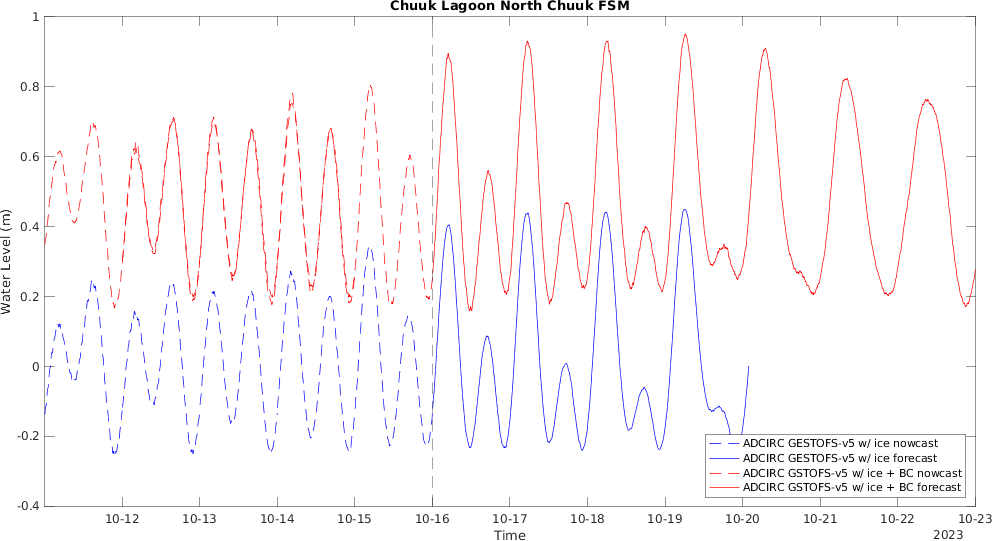 Chuuk Lagoon North Chuuk FSM
1
0.8
0.6
0.4
0.2
0
-0.2
-0.4
Water Level (m)
10-12 10-13 10-14 10-15 10-16 10-17 10-18 10-19 10-20 10-21 10-22 10-23
Time
2023
ADCIRC GESTOFS-v5 w/ ice nowcast
ADCIRC GESTOFS-v5 w/ ice forecast
ADCIRC GSTOFS-v5 w/ ice + BC nowcast
ADCIRC GSTOFS-v5 w/ ice + BC forecast